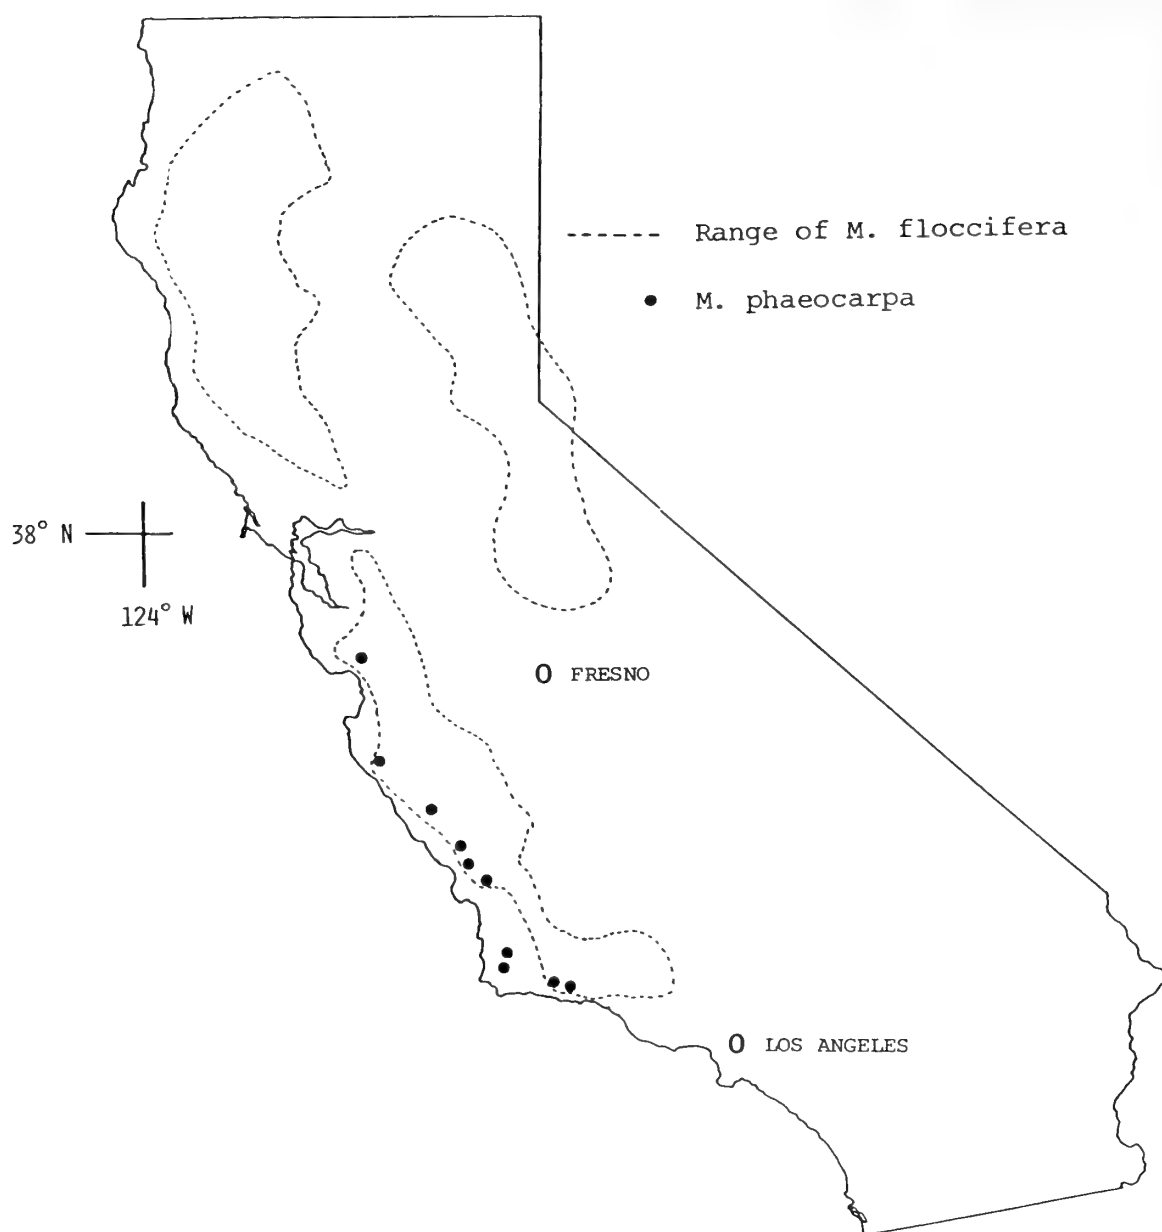 Range of M. floccifera
M. phaeocarpa
38° N
124° W
O FRESNO
O LOS ANGELES